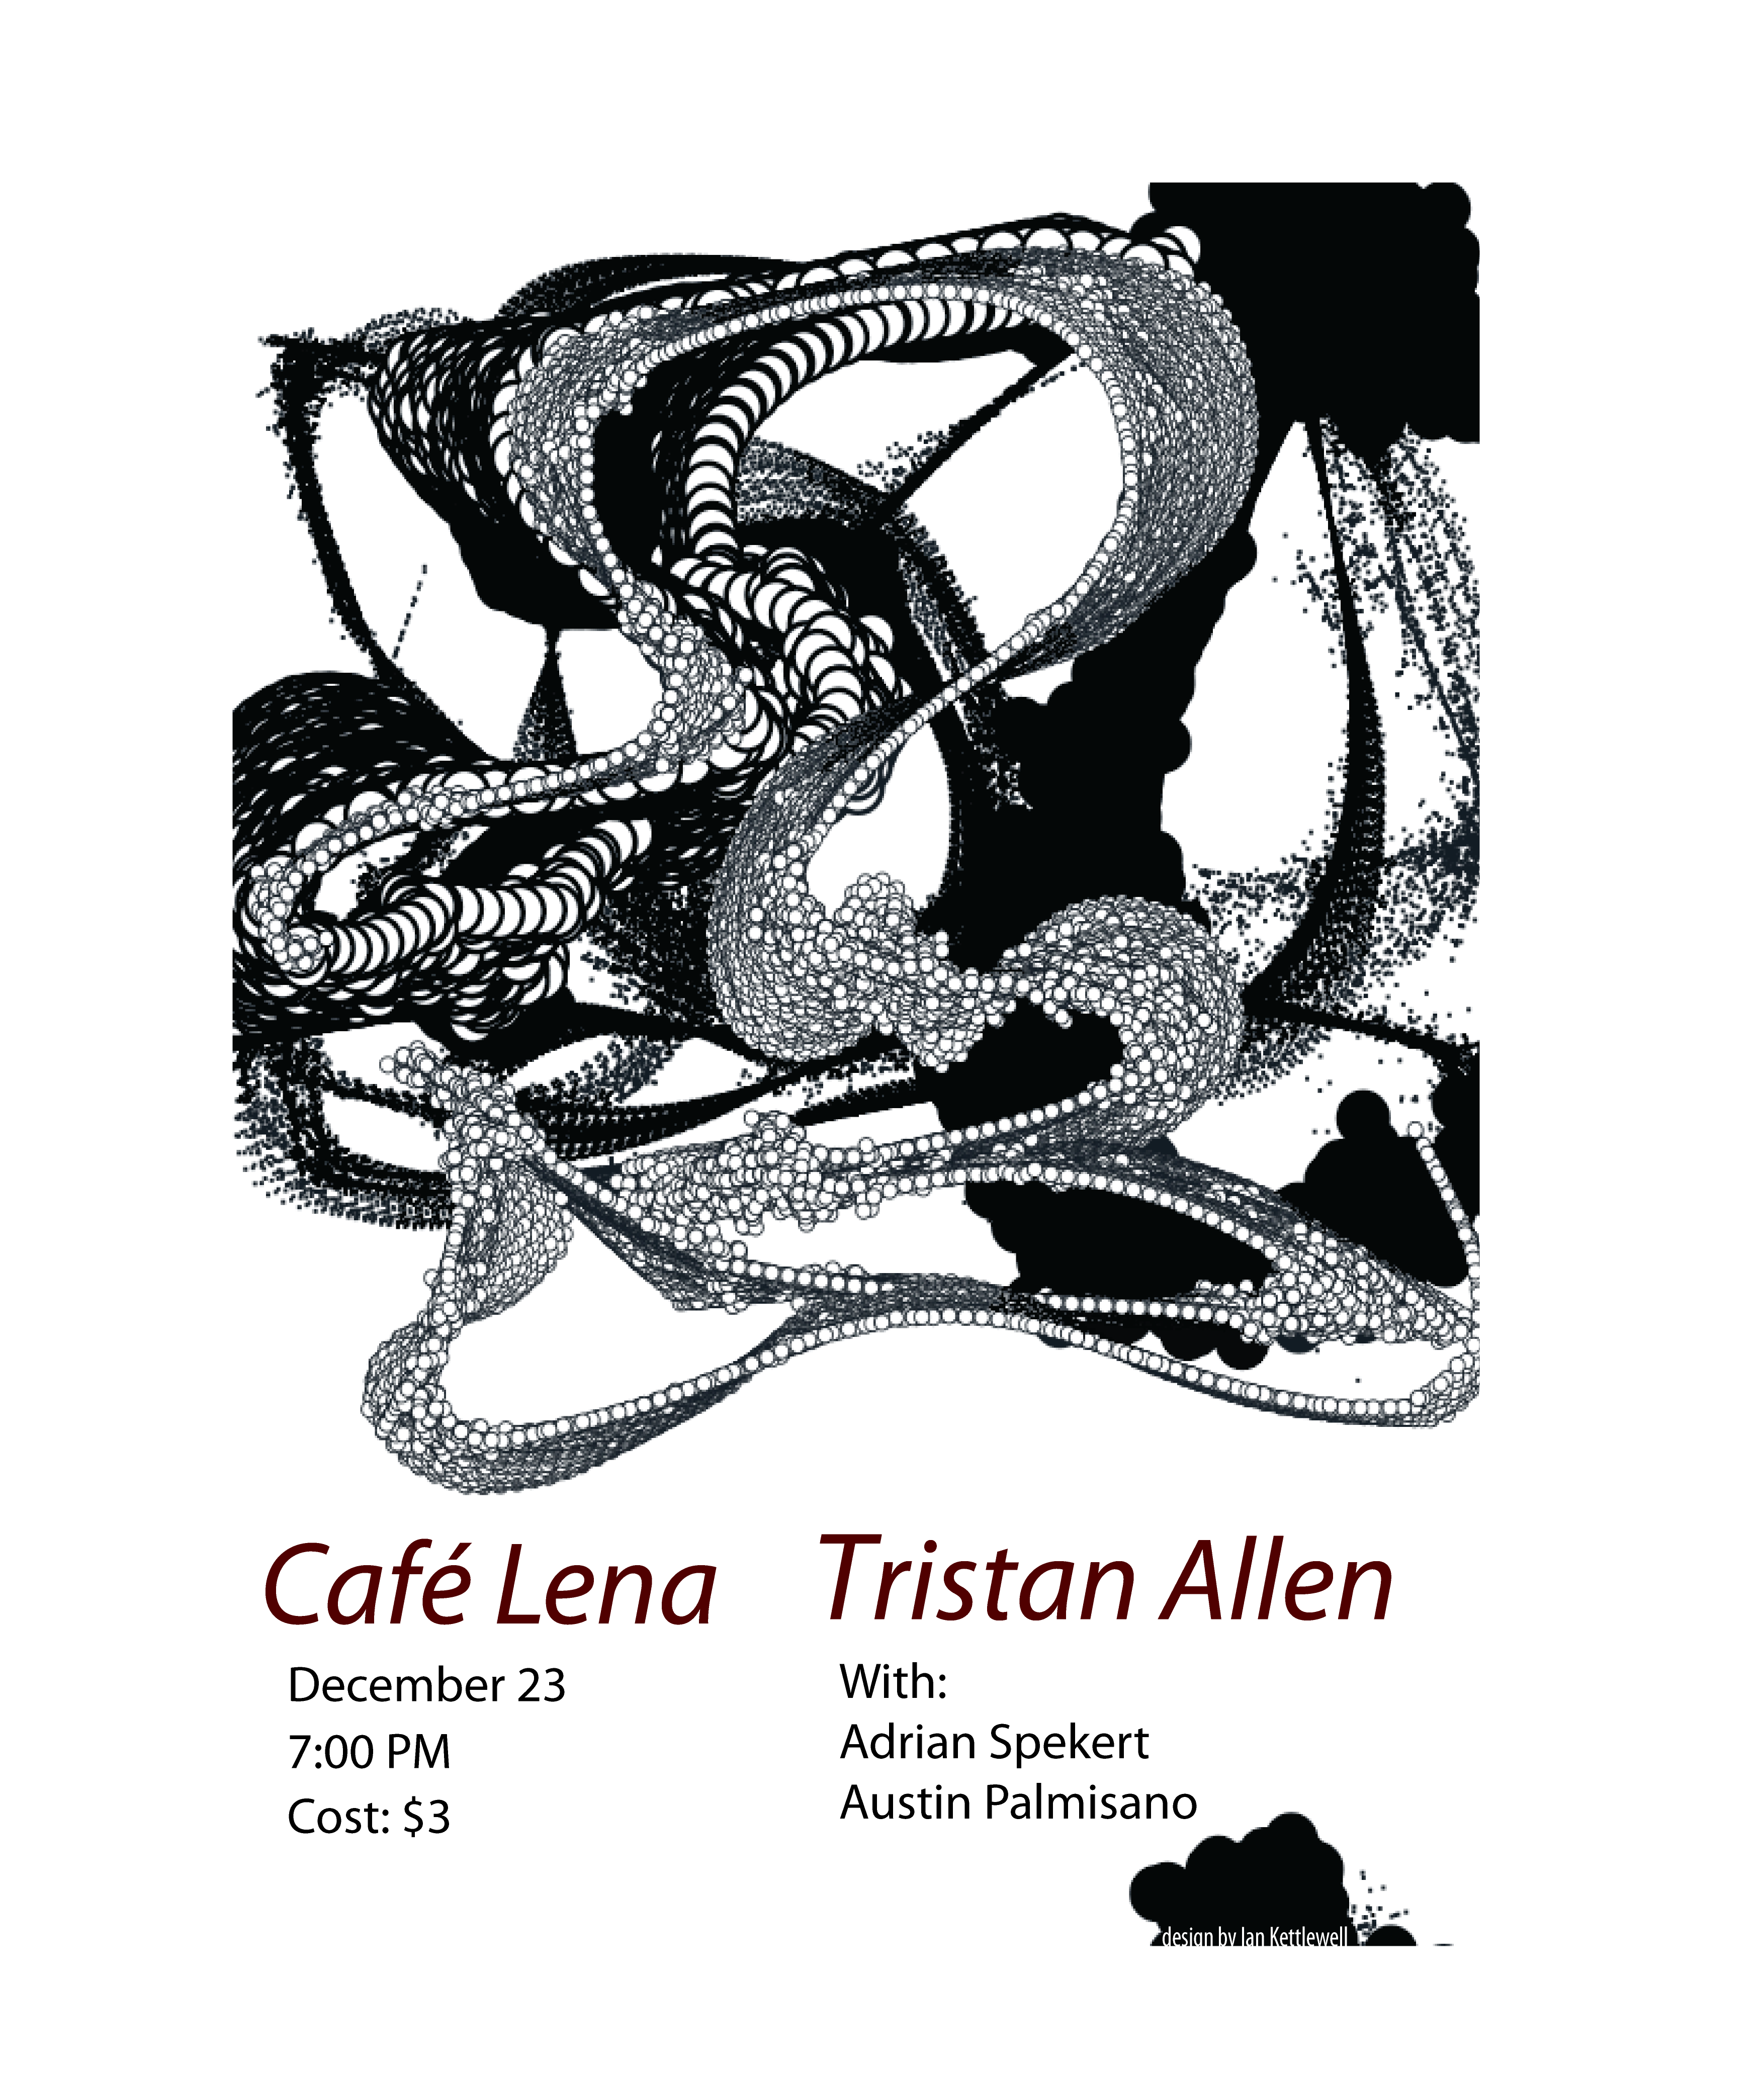 Café Lena
December 23
7:00 PM
Cost: $3
Tristan Allen
With:
Adrian Spekert
Austin Palmisano
design by Ian Kettlewell